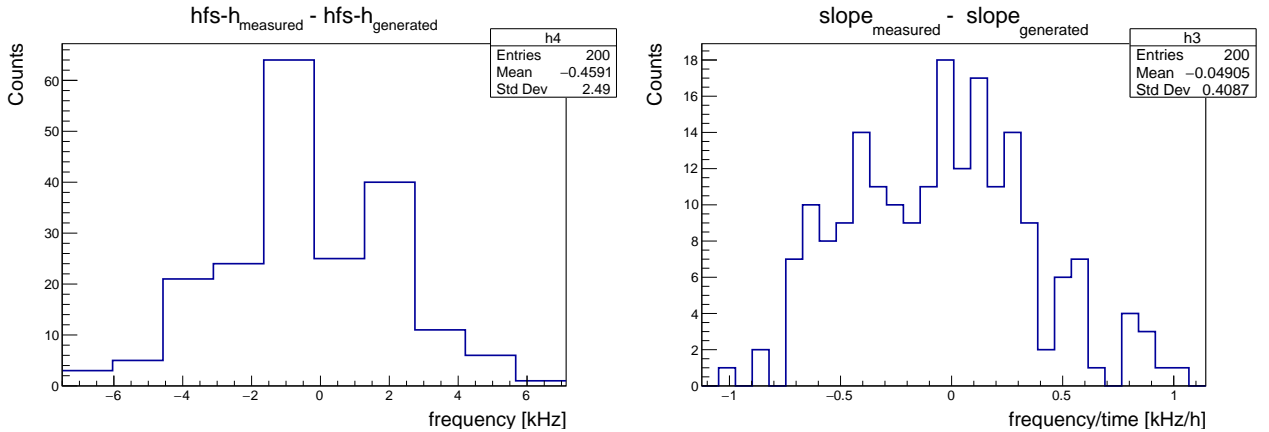 hfs-h_measured - hfs-h_generated
h4
Entries 200
Mean −0.4591
Std Dev 2.49
Counts
60
50
40
30
20
10
0
−6 −4 −2 0 2 4 6
frequency [kHz]
slope_measured - slope_generated
h3
Entries 200
Mean −0.04905
Std Dev 0.4087
Counts
18
16
14
12
10
8
6
4
2
0
−1 −0.5 0 0.5 1
frequency/time [kHz/h]